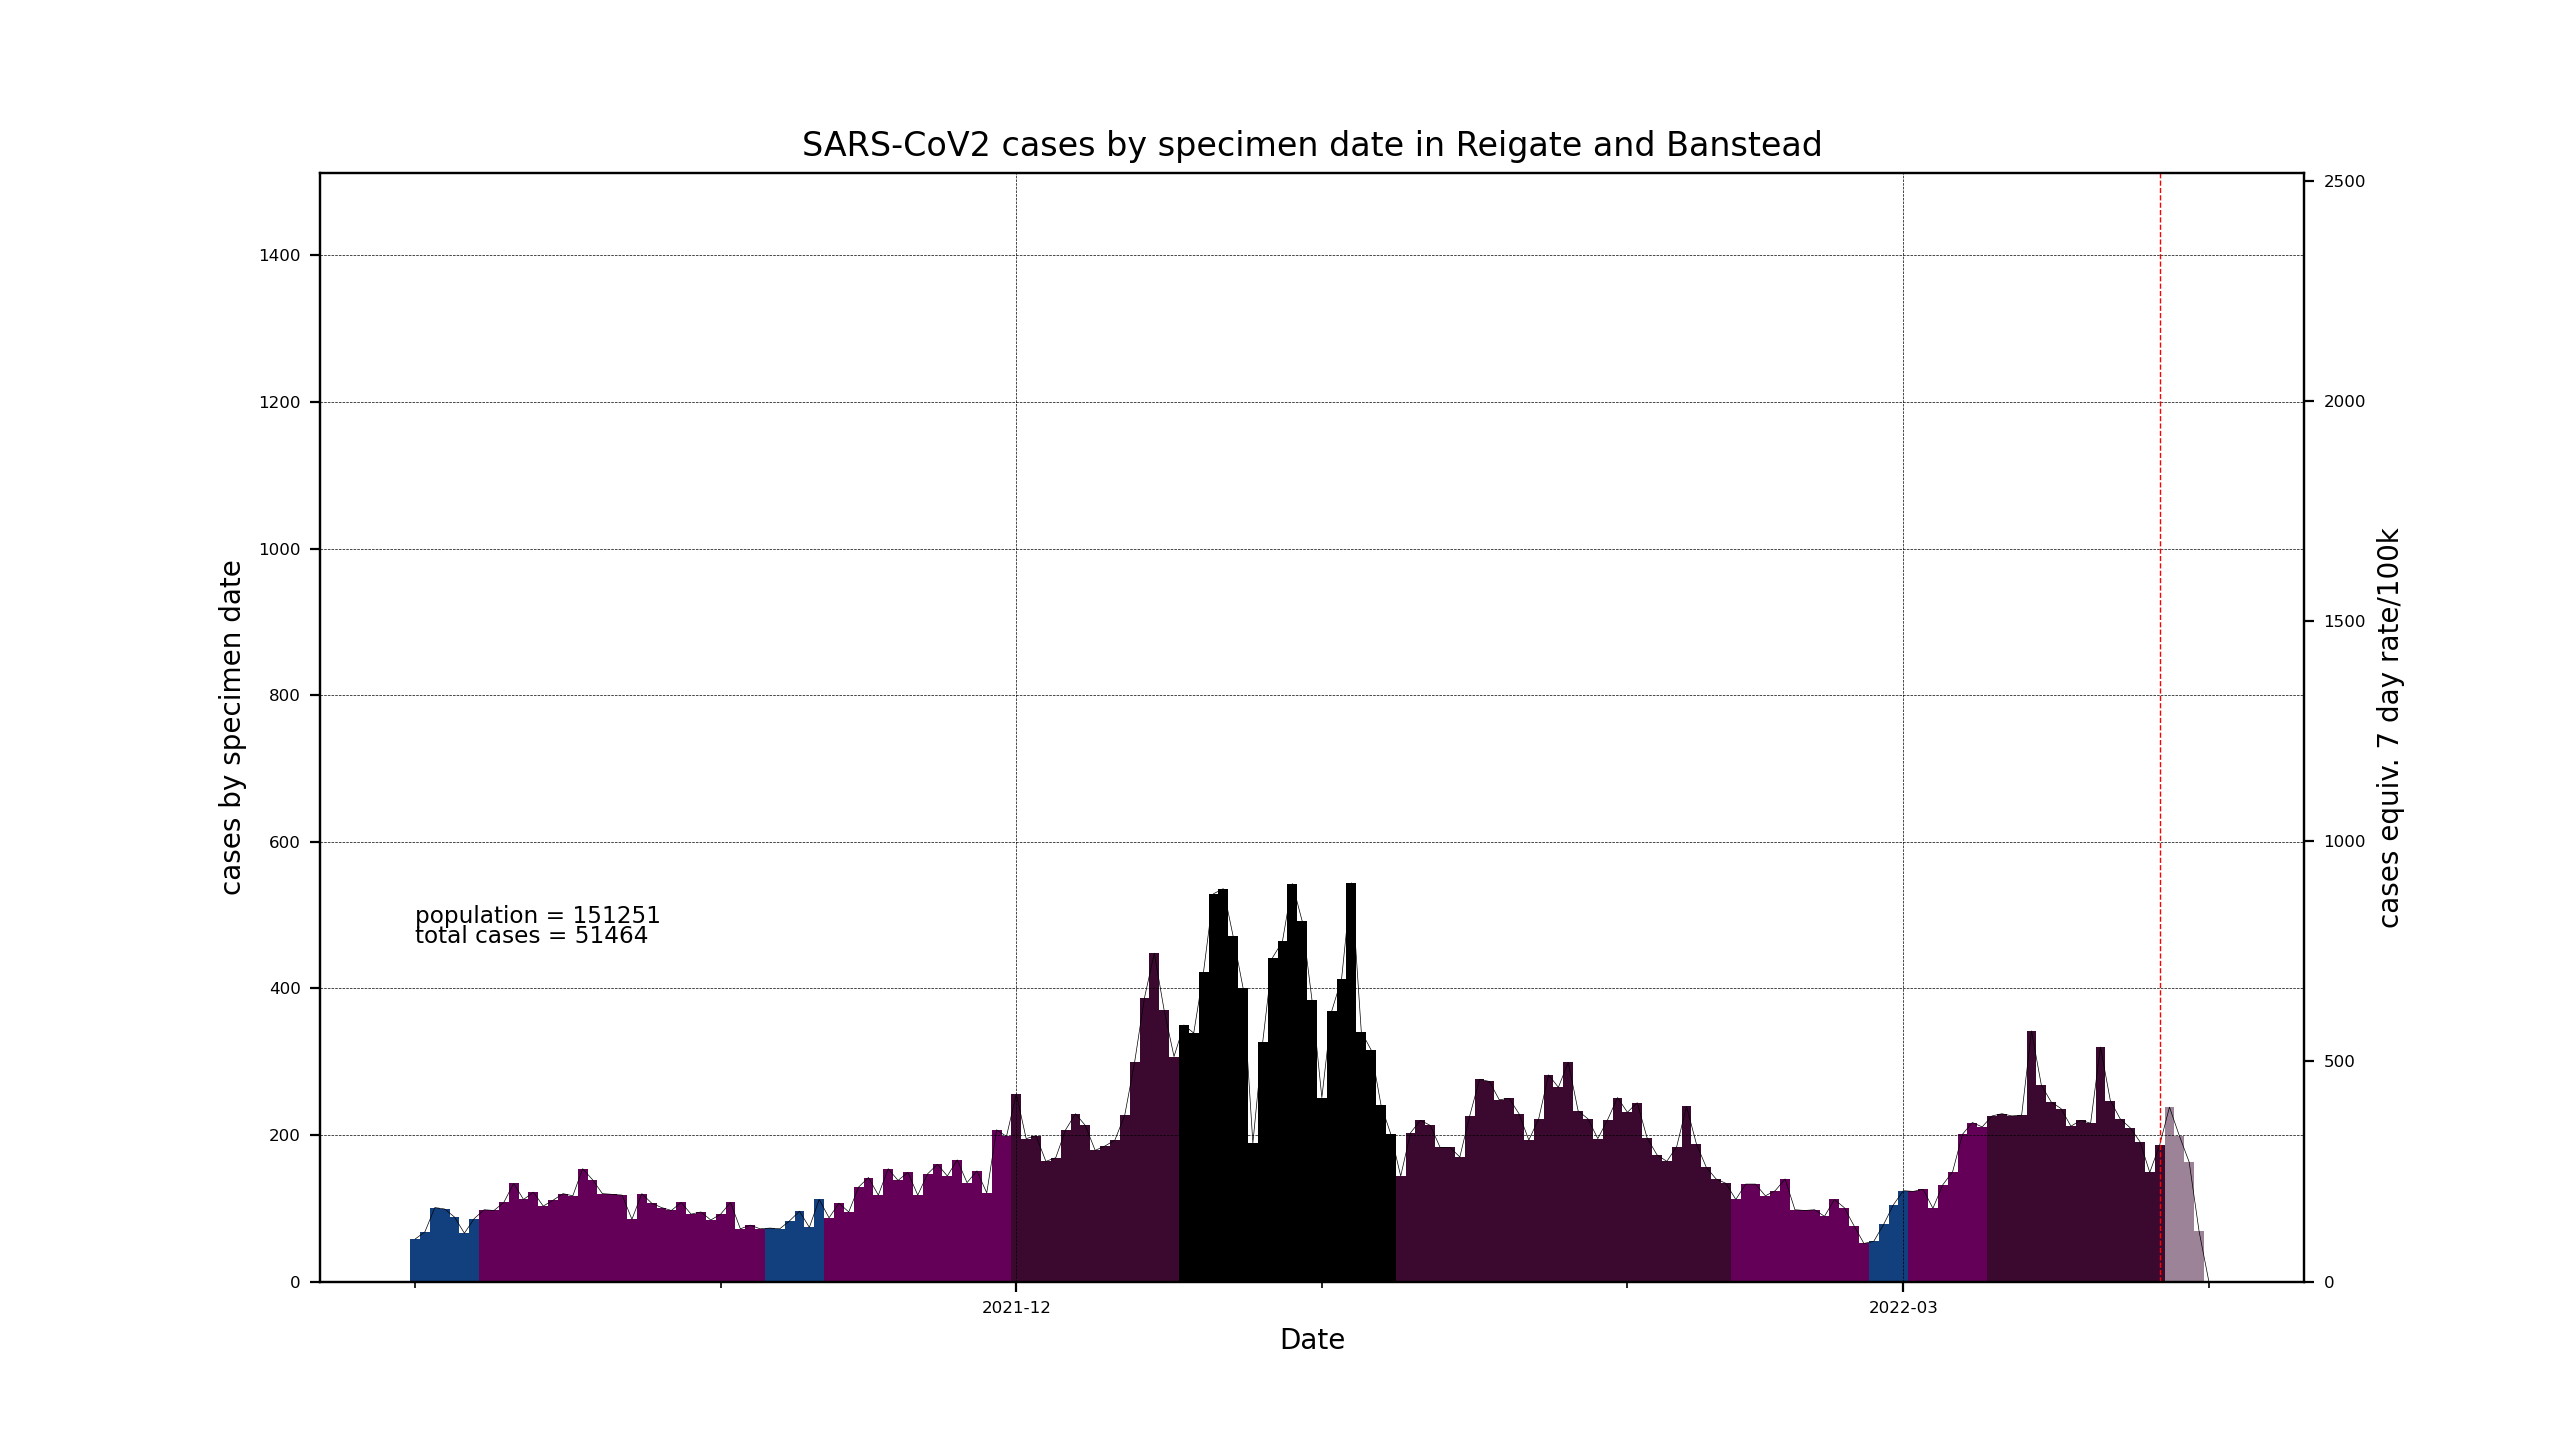 SARS-CoV2 cases by specimen date in Reigate and Banstead
cases by specimen date
1400
1200
1000
800
600
400
200
0
population = 151251
total cases = 51464
2500
2000
1500
1000
500
0
cases equiv. 7 day rate/100k
2021-12
2022-03
Date